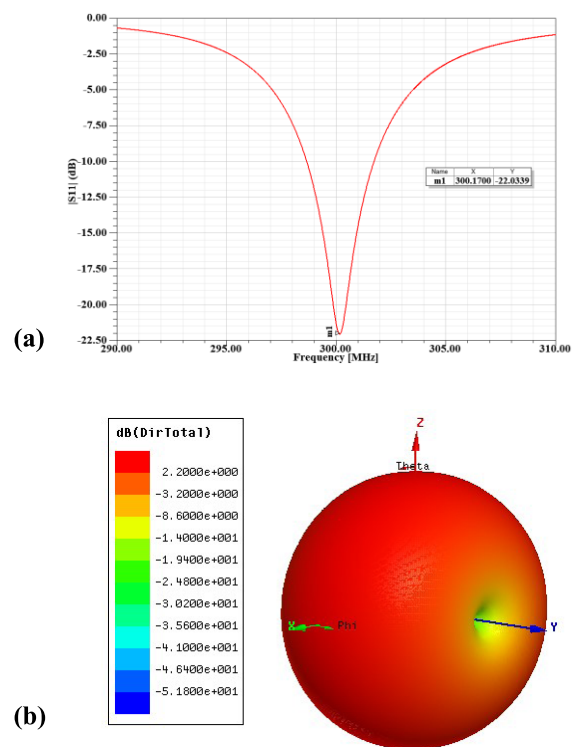 0.00
-2.50
-5.00
-7.50
-10.00
-12.50
-15.00
-17.50
-20.00
-22.50
|S11| (dB)
Name X Y
m1 300.1700 -22.0339
m1
290.00 295.00 300.00 305.00 310.00
Frequency [MHz]
(a)
dB(DirTotal)
2.2000e+000
-3.2000e+000
-8.6000e+000
-1.4000e+001
-1.9400e+001
-2.4800e+001
-3.0200e+001
-3.5600e+001
-4.1000e+001
-4.6400e+001
-5.1800e+001
Z
Theta
X
Phi
Y
(b)